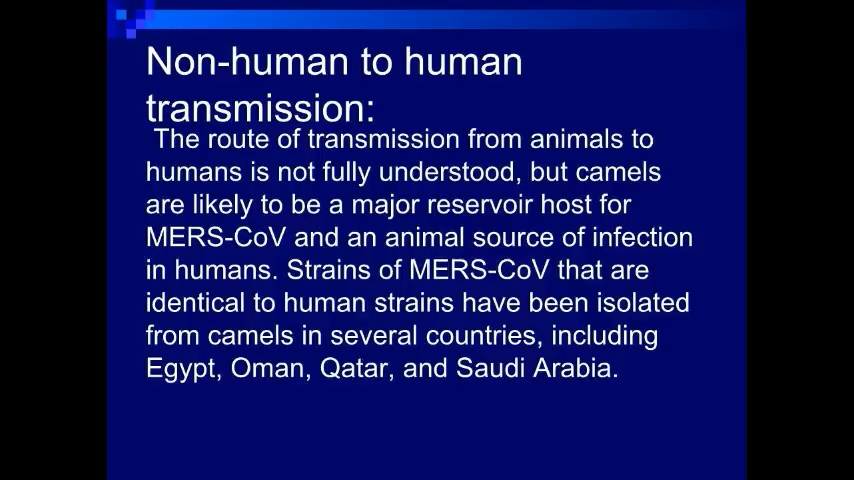 Non-human to human
transmission:
The route of transmission from animals to
humans is not fully understood, but camels
are likely to be a major reservoir host for
MERS-CoV and an animal source of infection
in humans. Strains of MERS-CoV that are
identical to human strains have been isolated
from camels in several countries, including
Egypt, Oman, Qatar, and Saudi Arabia.